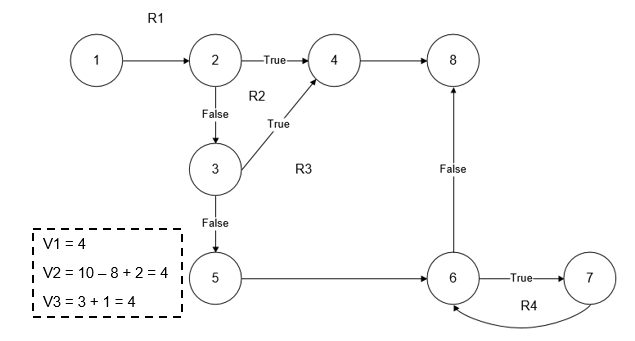 R1
1
2
True
4
8
False
R2
True
3
R3
False
False
V1 = 4
V2 = 10 – 8 + 2 = 4
V3 = 3 + 1 = 4
5
6
True
7
R4